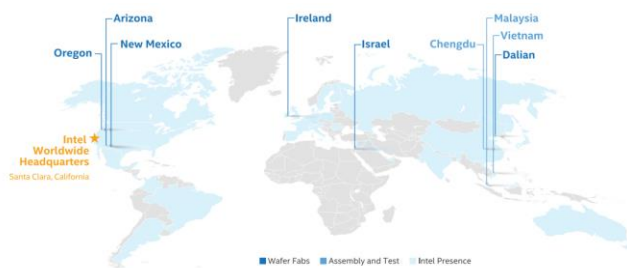 Arizona
Ireland
Malaysia
Vietnam
New Mexico
Israel
Chengdu
Oregon
Dalian
Intel
Worldwide
Headquarters
Santa Clara, California
Wafer Fabs
Assembly and Test
Intel Presence